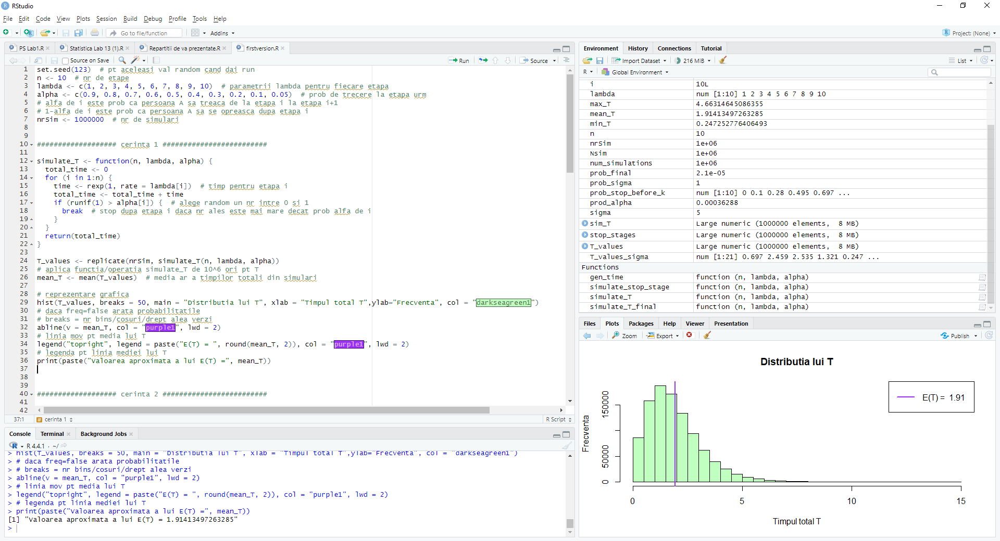 RStudio
File Edit Code View Plots Session Build Debug Profile Tools Help
Go to file/function Addins Project: (None)
PS Lab1.R Statistica Lab 13 (1).R Repartitii de va prezentate.R firstversion.R
Source on Save Run Source
1 set.seed(123)  # pt aceleasi val random cand dai run
2 n <- 10  # nr de etape
3 lambda <- c(1, 2, 3, 4, 5, 6, 7, 8, 9, 10)  # parametrii lambda pentru fiecare etapa
4 alpha <- c(0.9, 0.8, 0.7, 0.6, 0.5, 0.4, 0.3, 0.2, 0.1, 0.05)  # prob de trecere la etapa urm
5 # alfa de i este prob ca persoana A sa treaca de la etapa i la etapa i+1
6 # 1-alfa de i este prob ca persoana A sa se opreasca dupa etapa i
7 nrSim <- 1000000  # nr de simulari
8
9
10 ################### cerinta 1 #########################
11
12 simulate_T <- function(n, lambda, alpha) {
13   total_time <- 0
14   for (i in 1:n) {
15     time <- rexp(1, rate = lambda[i])  # timp pentru etapa i
16     total_time <- total_time + time
17     if (runif(1) > alpha[i]) {  # alege random un nr intre 0 si 1
18       break  # stop dupa etapa i daca nr ales este mai mare decat prob alfa de i
19     }
20   }
21   return(total_time)
22 }
23
24 T_values <- replicate(nrSim, simulate_T(n, lambda, alpha))
25 # aplica functia/operatia simulate_T de 10^6 ori pt T
26 mean_T <- mean(T_values)  # media ar a timpilor totali din simulari
27
28 # reprezentare grafica
29 hist(T_values, breaks = 50, main = "Distributia lui T", xlab = "Timpul total T",ylab="Frecventa", col = "darkseagreen1")
30 # daca freq=false arata probabilitatile
31 # breaks = nr bins/cosuri/drept alea verzi
32 abline(v = mean_T, col = "purple1", lwd = 2)
33 # linia mov pt media lui T
34 legend("topright", legend = paste("E(T) = ", round(mean_T, 2)), col = "purple1", lwd = 2)
35 # legenda pt linia mediei lui T
36 print(paste("Valoarea aproximata a lui E(T) =", mean_T))
37
38
39
40 ################### cerinta 2 #########################
41
42
37:1 # cerinta 1 R Script
Console Terminal Background Jobs
R 4.4.1 · ~/
> hist(T_values, breaks = 50, main = "Distributia lui T", xlab = "Timpul total T",ylab="Frecventa", col = "darkseagreen1")
> # daca freq=false arata probabilitatile
> # breaks = nr bins/cosuri/drept alea verzi
> abline(v = mean_T, col = "purple1", lwd = 2)
> # linia mov pt media lui T
> legend("topright", legend = paste("E(T) = ", round(mean_T, 2)), col = "purple1", lwd = 2)
> # legenda pt linia mediei lui T
> print(paste("Valoarea aproximata a lui E(T) =", mean_T))
[1] "Valoarea aproximata a lui E(T) = 1.91413497263285"
>
Environment History Connections Tutorial
Import Dataset 216 MiB List
R Global Environment
i 10L
lambda num [1:10] 1 2 3 4 5 6 7 8 9 10
max_T 4.66314645086355
mean_T 1.91413497263285
min_T 0.247252776406493
n 10
nrSim 1e+06
Nsim 1e+06
num_simulations 1e+06
prob_final 2.1e-05
prob_sigma 1
prob_stop_before_k num [1:10] 0 0.1 0.28 0.495 0.697 ...
prod_alpha 0.00036288
sigma 5
sim_T Large numeric (1000000 elements,  8 MB)
stop_stages Large numeric (1000000 elements,  8 MB)
T_values Large numeric (1000000 elements,  8 MB)
T_values_sigma num [1:21] 0.697 2.459 2.535 1.321 0.247 ...
Functions
gen_time function (n, lambda, alpha)
simulate_stop_stage function (n, lambda, alpha)
simulate_T function (n, lambda, alpha)
simulate_T_final function (n, lambda, alpha)
Files Plots Packages Help Viewer Presentation
Zoom Export Publish
Distributia lui T
E(T) = 1.91
Frecventa
150000
50000
0
0 5 10 15
Timpul total T